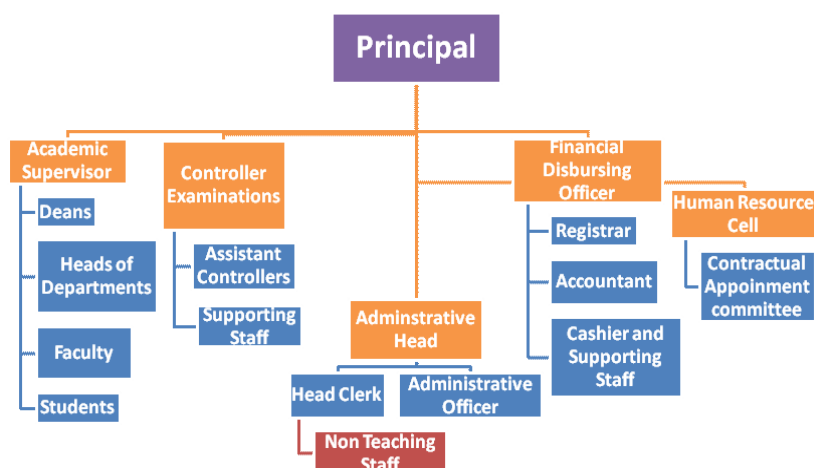 Principal
Academic
Supervisor
Deans
Heads of
Departments
Faculty
Students
Controller
Examinations
Assistant
Controllers
Supporting
Staff
Adminstrative
Head
Head Clerk
Non Teaching
Staff
Administrative
Officer
Financial
Disbursing
Officer
Registrar
Accountant
Cashier and
Supporting
Staff
Human Resource
Cell
Contractual
Appoinment
committee